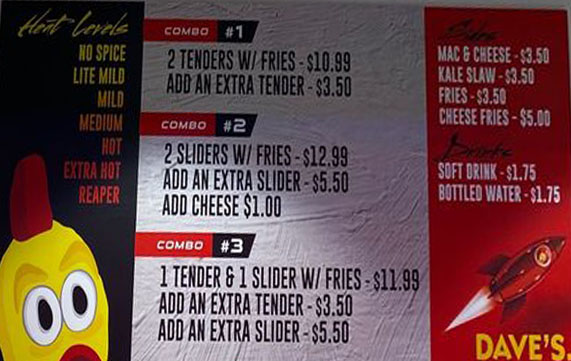 Heat Levels
NO SPICE
LITE MILD
MILD
MEDIUM
HOT
EXTRA HOT
REAPER
COMBO #1
2 TENDERS W/ FRIES - $10.99
ADD AN EXTRA TENDER - $3.50
COMBO #2
2 SLIDERS W/ FRIES - $12.99
ADD AN EXTRA SLIDER - $5.50
ADD CHEESE $1.00
COMBO #3
1 TENDER & 1 SLIDER W/ FRIES - $11.99
ADD AN EXTRA TENDER - $3.50
ADD AN EXTRA SLIDER - $5.50
Sides
MAC & CHEESE - $3.50
KALE SLAW - $3.50
FRIES - $3.50
CHEESE FRIES - $5.00
Drinks
SOFT DRINK - $1.75
BOTTLED WATER - $1.75
DAVE'S